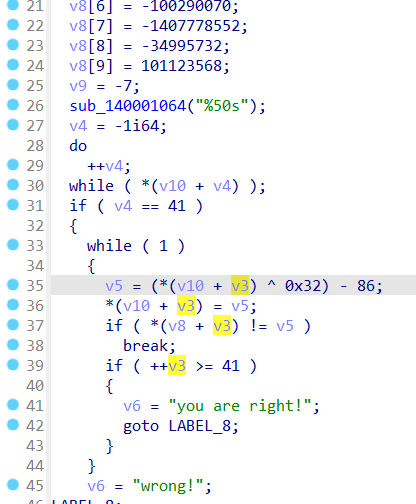 21 v8[6] = -100290070;
22 v8[7] = -1407778552;
23 v8[8] = -34995732;
24 v8[9] = 101123568;
25 v9 = -7;
26 sub_140001064("%50s");
27 v4 = -1i64;
28 do
29 ++v4;
30 while ( *(v10 + v4) );
31 if ( v4 == 41 )
32 {
33 while ( 1 )
34 {
35 v5 = (*(v10 + v3) ^ 0x32) - 86;
36 *(v10 + v3) = v5;
37 if ( *(v8 + v3) != v5 )
38 break;
39 if ( ++v3 >= 41 )
40 {
41 v6 = "you are right!";
42 goto LABEL_8;
43 }
44 }
45 v6 = "wrong!";